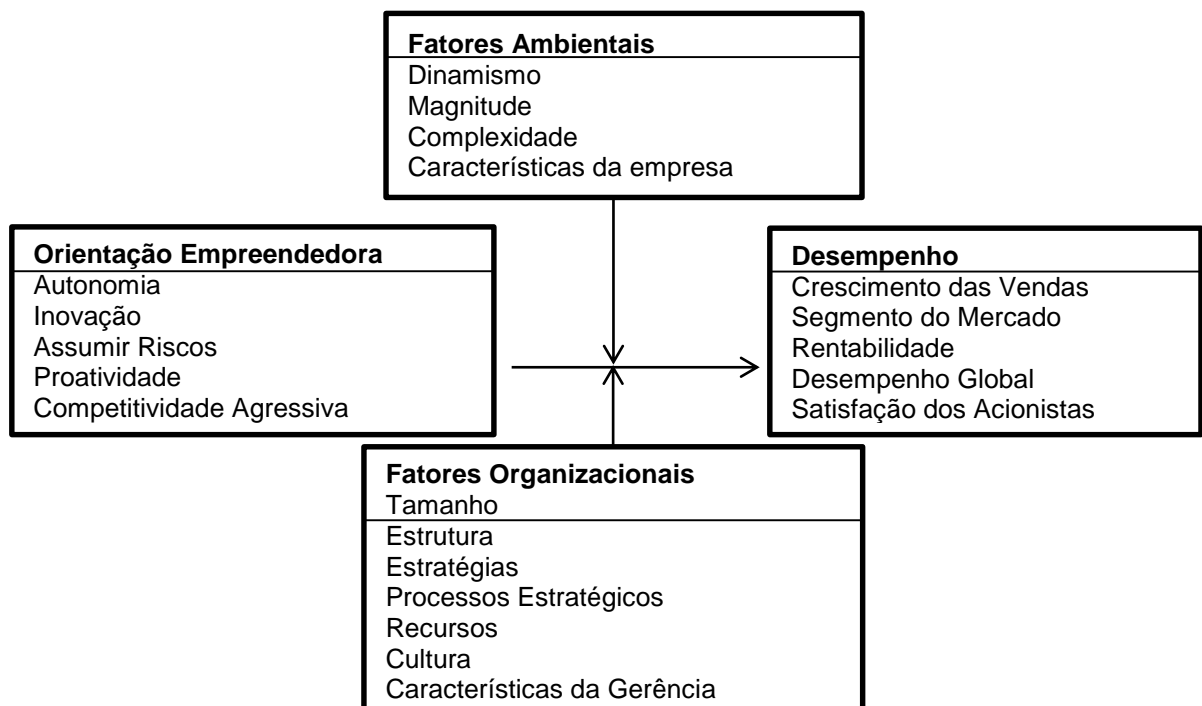 Fatores Ambientais
Dinamismo
Magnitude
Complexidade
Características da empresa
Orientação Empreendedora
Autonomia
Inovação
Assumir Riscos
Proatividade
Competitividade Agressiva
Desempenho
Crescimento das Vendas
Segmento do Mercado
Rentabilidade
Desempenho Global
Satisfação dos Acionistas
Fatores Organizacionais
Tamanho
Estrutura
Estratégias
Processos Estratégicos
Recursos
Cultura
Características da Gerência